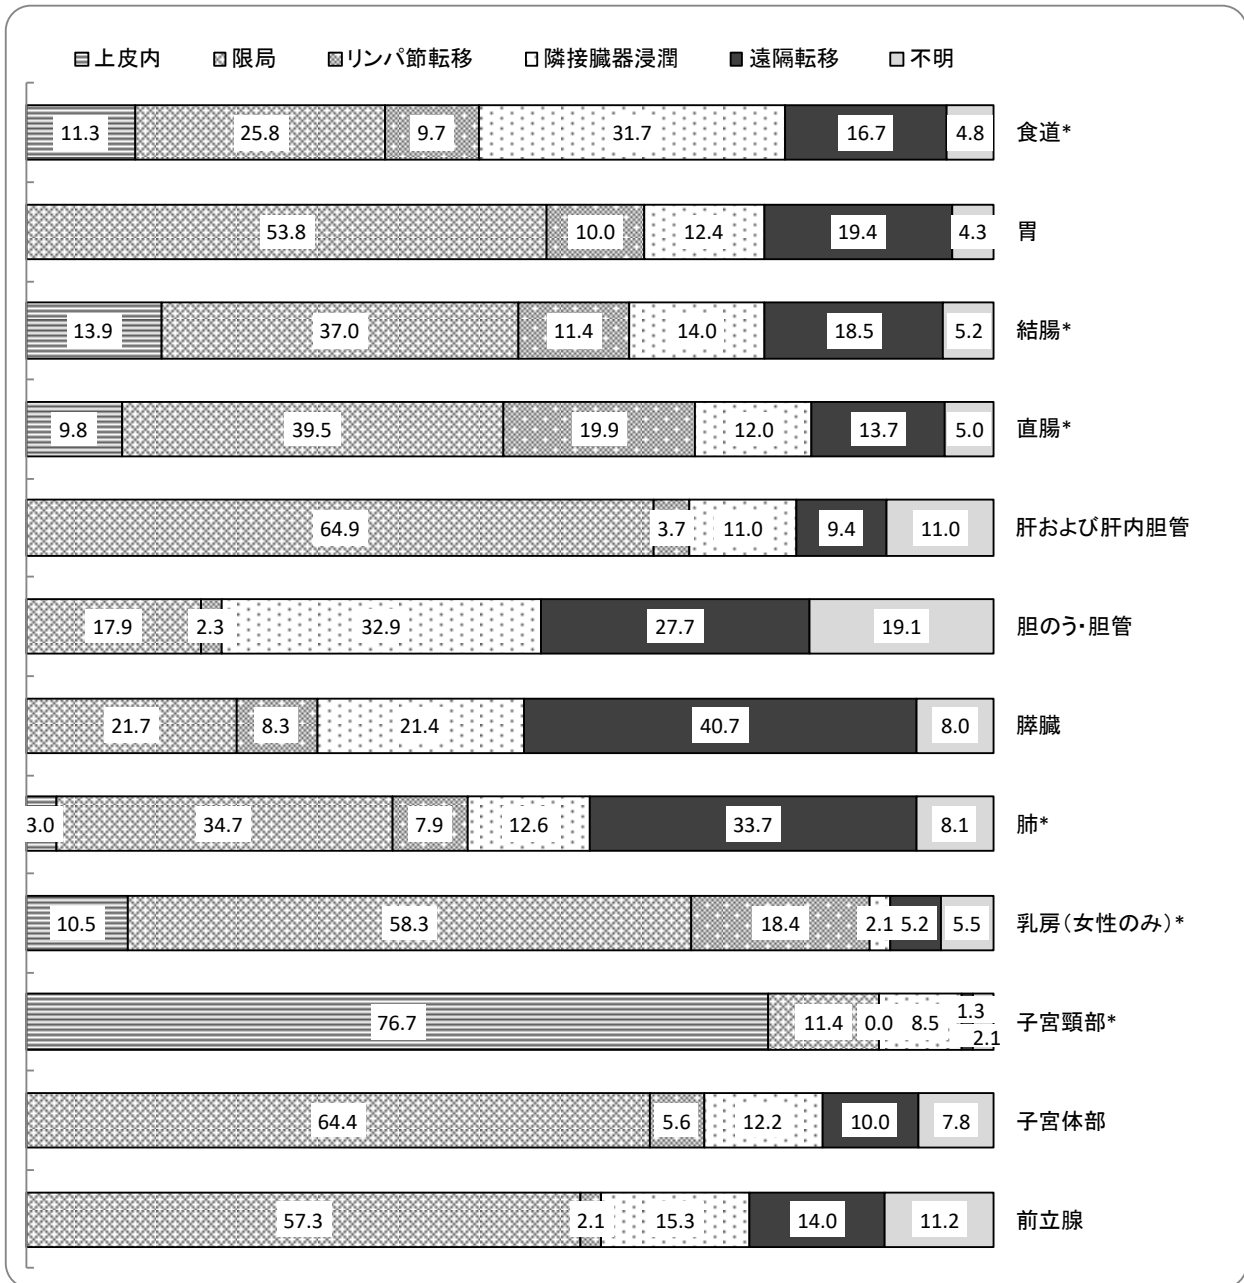 上皮内 限局 リンパ節転移 隣接臓器浸潤 遠隔転移 不明
11.3 25.8 9.7 31.7 16.7 4.8 食道*
53.8 10.0 12.4 19.4 4.3 胃
13.9 37.0 11.4 14.0 18.5 5.2 結腸*
9.8 39.5 19.9 12.0 13.7 5.0 直腸*
64.9 3.7 11.0 9.4 11.0 肝および肝内胆管
17.9 2.3 32.9 27.7 19.1 胆のう・胆管
21.7 8.3 21.4 40.7 8.0 膵臓
3.0 34.7 7.9 12.6 33.7 8.1 肺*
10.5 58.3 18.4 2.1 5.2 5.5 乳房(女性のみ)*
76.7 11.4 0.0 8.5 1.3 2.1 子宮頸部*
64.4 5.6 12.2 10.0 7.8 子宮体部
57.3 2.1 15.3 14.0 11.2 前立腺